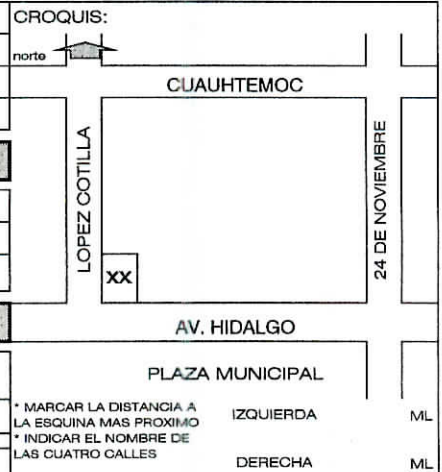 CROQUIS:
norte
CUAUHTEMOC
LOPEZ COTILLA
24 DE NOVIEMBRE
XX
AV. HIDALGO
PLAZA MUNICIPAL
* MARCAR LA DISTANCIA A
LA ESQUINA MAS PROXIMO
* INDICAR EL NOMBRE DE
LAS CUATRO CALLES
IZQUIERDA ML
DERECHA ML